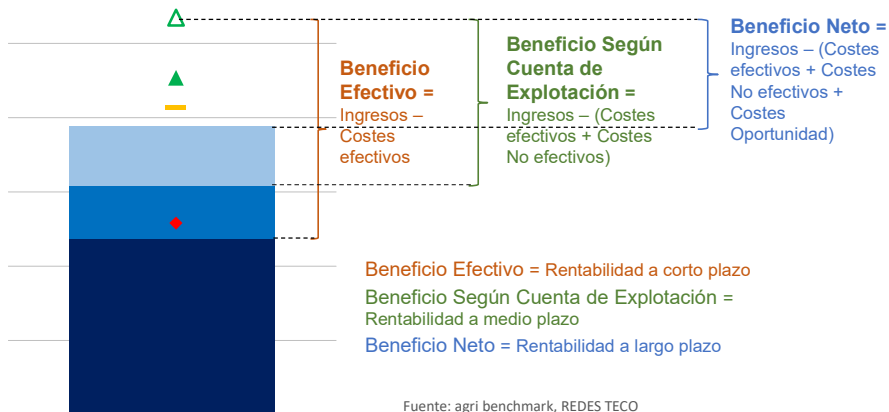 Beneficio
Efectivo =
Ingresos –
Costes
efectivos
Beneficio Según
Cuenta de
Explotación =
Ingresos – (Costes
efectivos + Costes
No efectivos)
Beneficio Neto =
Ingresos – (Costes
efectivos + Costes
No efectivos +
Costes
Oportunidad)
Beneficio Efectivo = Rentabilidad a corto plazo
Beneficio Según Cuenta de Explotación =
Rentabilidad a medio plazo
Beneficio Neto = Rentabilidad a largo plazo
Fuente: agri benchmark, REDES TECO